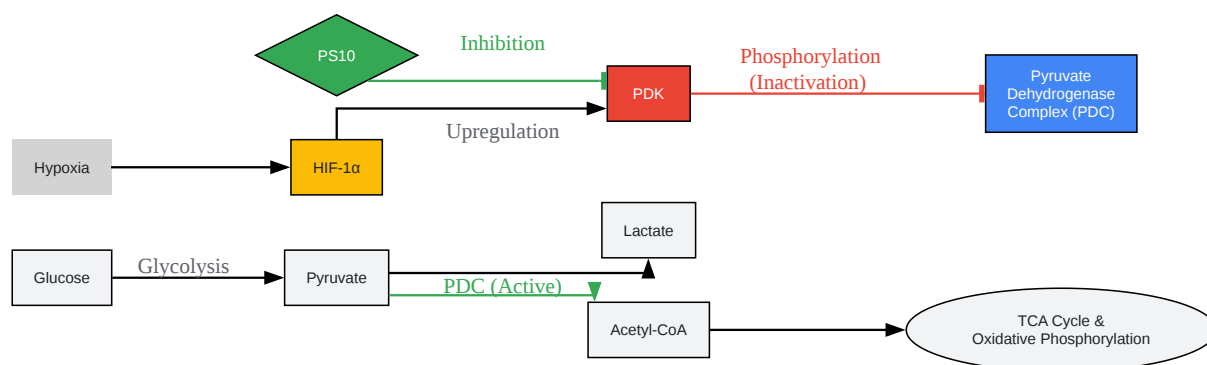 PS10
Inhibition
PDK
Phosphorylation
(Inactivation)
Pyruvate
Dehydrogenase
Complex (PDC)
Upregulation
Hypoxia
HIF-1α
Lactate
Glucose
Glycolysis
Pyruvate
PDC (Active)
Acetyl-CoA
TCA Cycle &
Oxidative Phosphorylation